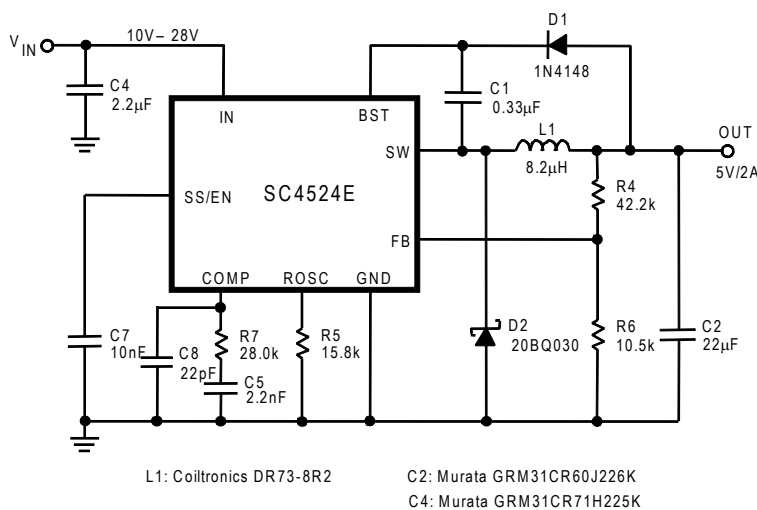 V IN
10V– 28V
D1
1N4148
C4
2.2µF
C1
0.33µF
IN
BST
L1
8.2µH
OUT
5V/2A
SW
SS/EN
SC4524E
R4
42.2k
FB
COMP
ROSC
GND
C7
10nF
C8
22pF
R7
28.0k
C5
2.2nF
R5
15.8k
D2
20BQ030
R6
10.5k
C2
22µF
L1: Coiltronics DR73-8R2
C2: Murata GRM31CR60J226K
C4: Murata GRM31CR71H225K